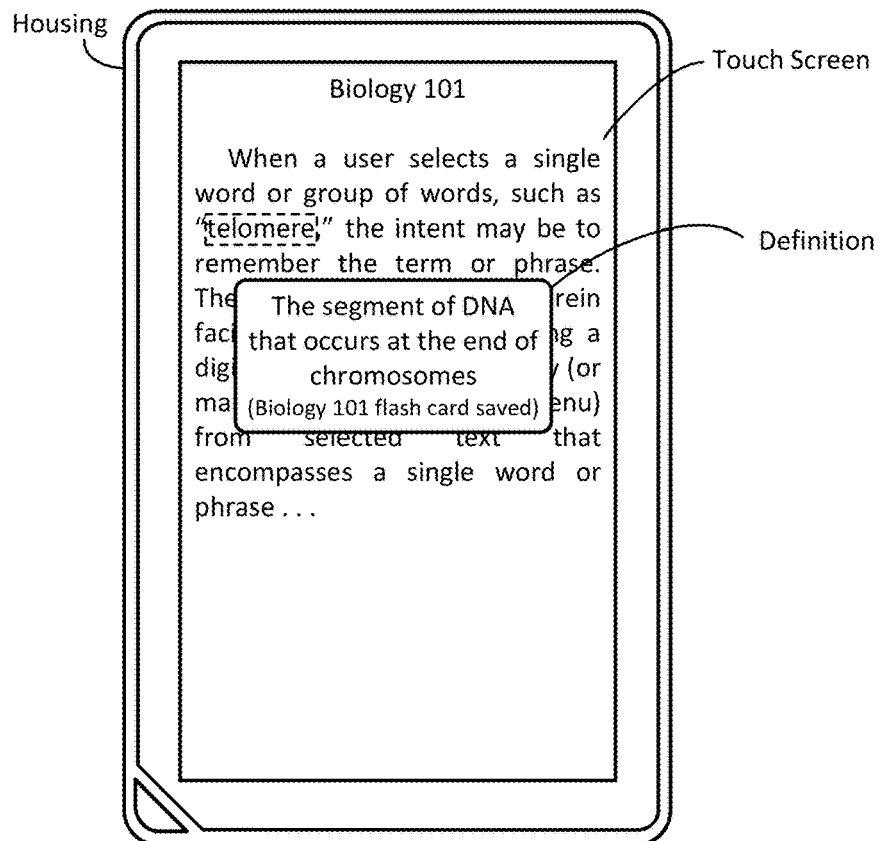 Housing
Touch Screen
Definition
Biology 101
When a user selects a single
word or group of words, such as
“telomere,” the intent may be to
remember the term or phrase.
The rein
faci ng a
digi (or
ma enu)
from selected text that
encompasses a single word or
phrase . . .
The segment of DNA
that occurs at the end of
chromosomes
(Biology 101 flash card saved)